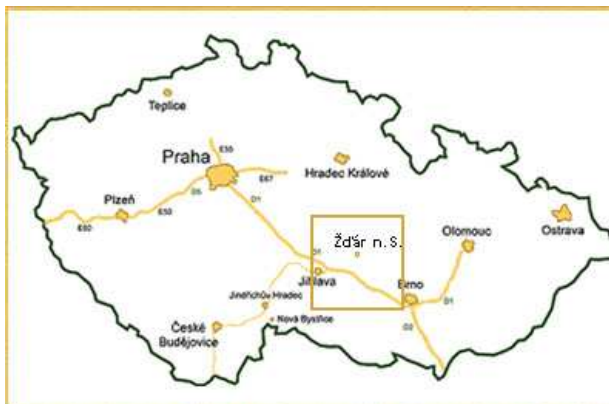 Teplice
E55
Praha
E67
Hradec Králové
D5
D1
Plzeň
E50
E50
Žďár n.S.
Olomouc
Ostrava
D1
Jihlava
Brno
Jindřichův Hradec
D1
Nová Bystřice
České
Budějovice
D2